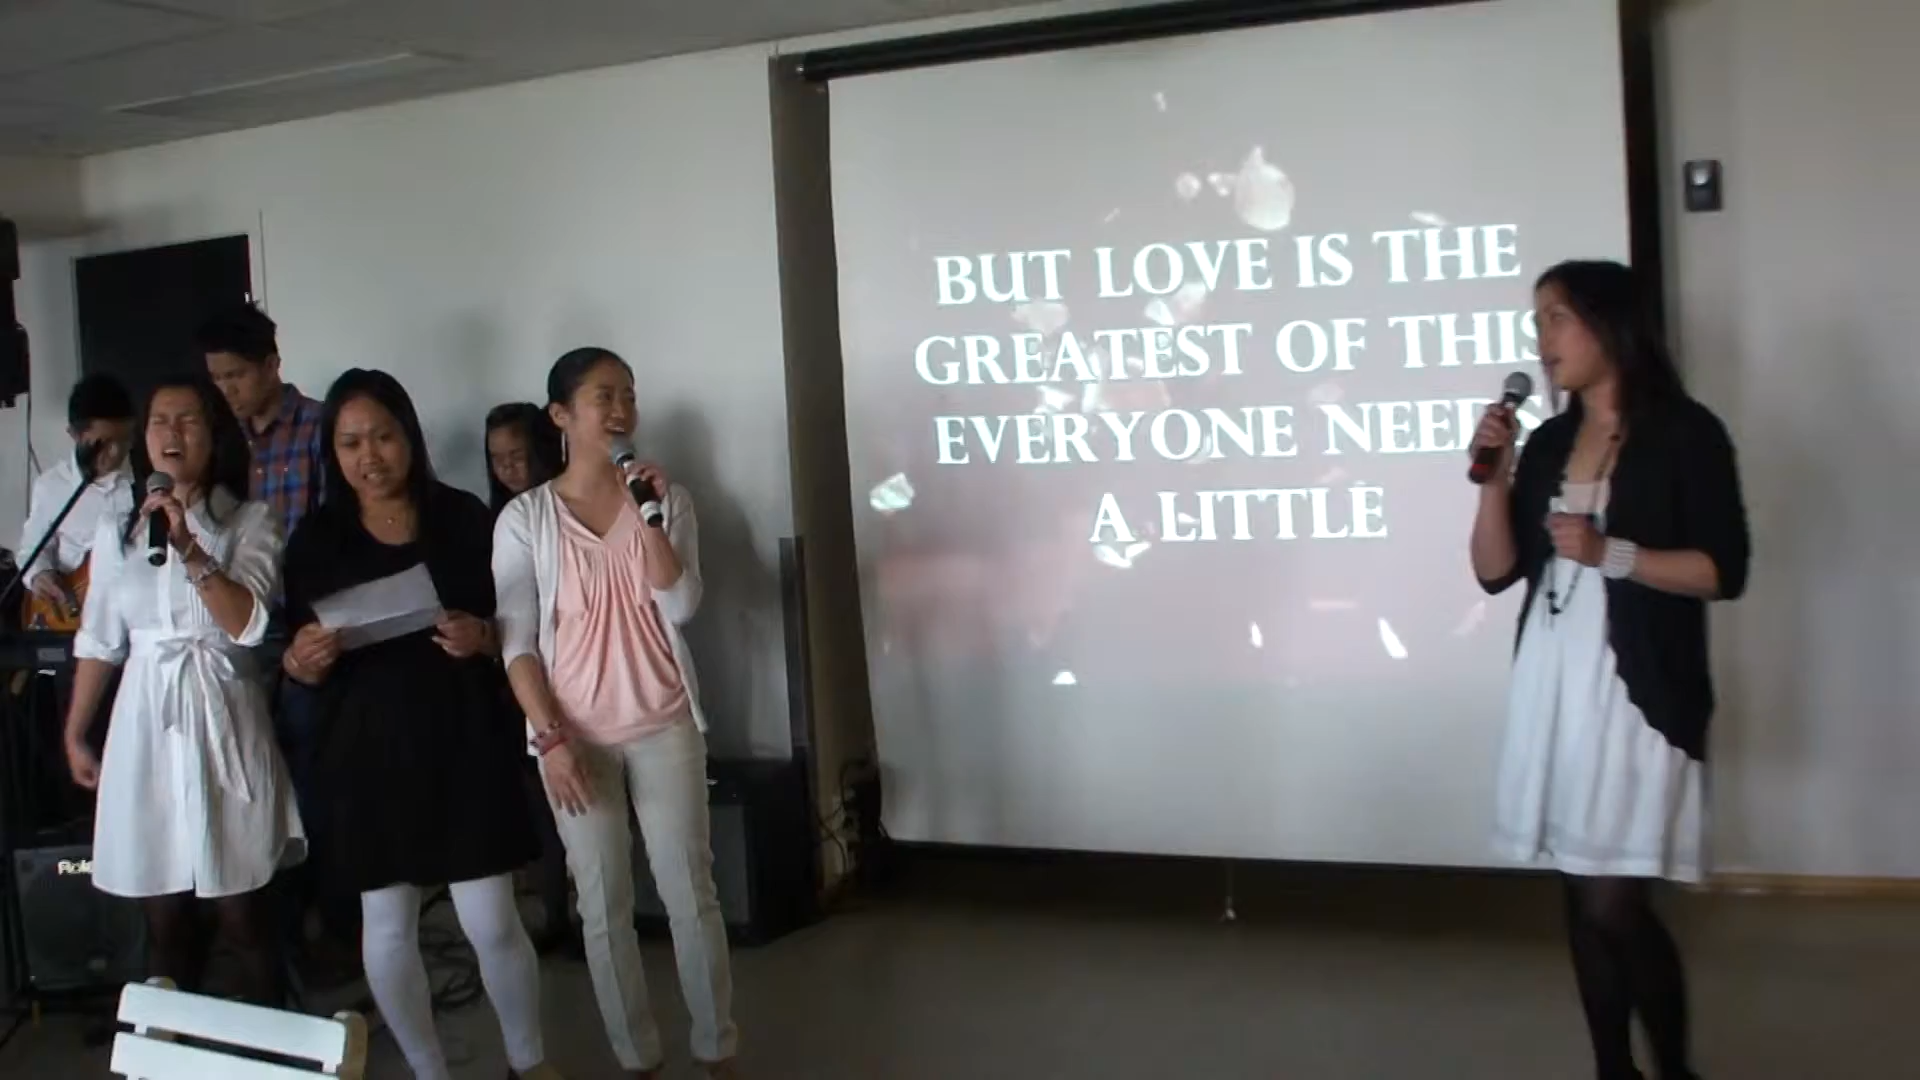 BUT LOVE IS THE
GREATEST OF THIS
EVERYONE NEEDS
A LITTLE